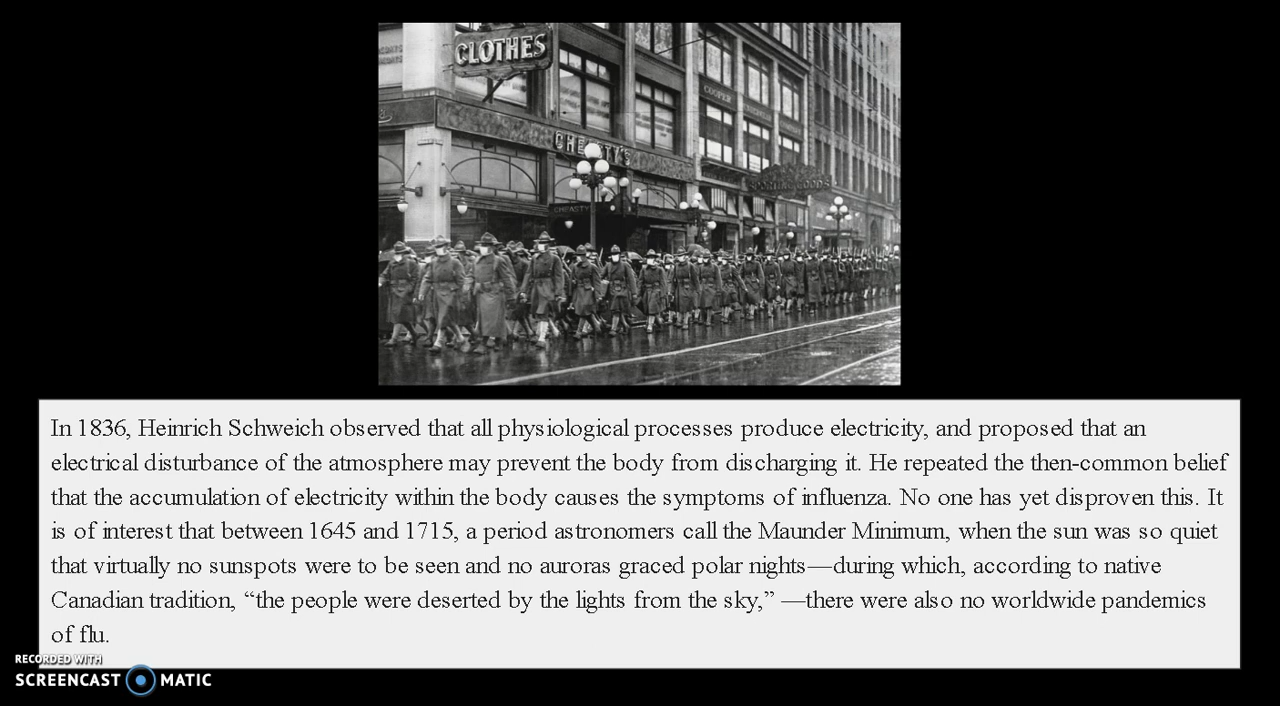 CLOTHES
CHEASTY'S
COOPER
CHEASTY'S
SPORTING GOODS
In 1836, Heinrich Schweich observed that all physiological processes produce electricity, and proposed that an
electrical disturbance of the atmosphere may prevent the body from discharging it. He repeated the then-common belief
that the accumulation of electricity within the body causes the symptoms of influenza. No one has yet disproven this. It
is of interest that between 1645 and 1715, a period astronomers call the Maunder Minimum, when the sun was so quiet
that virtually no sunspots were to be seen and no auroras graced polar nights—during which, according to native
Canadian tradition, “the people were deserted by the lights from the sky,” —there were also no worldwide pandemics
of flu.
RECORDED WITH
SCREENCAST MATIC